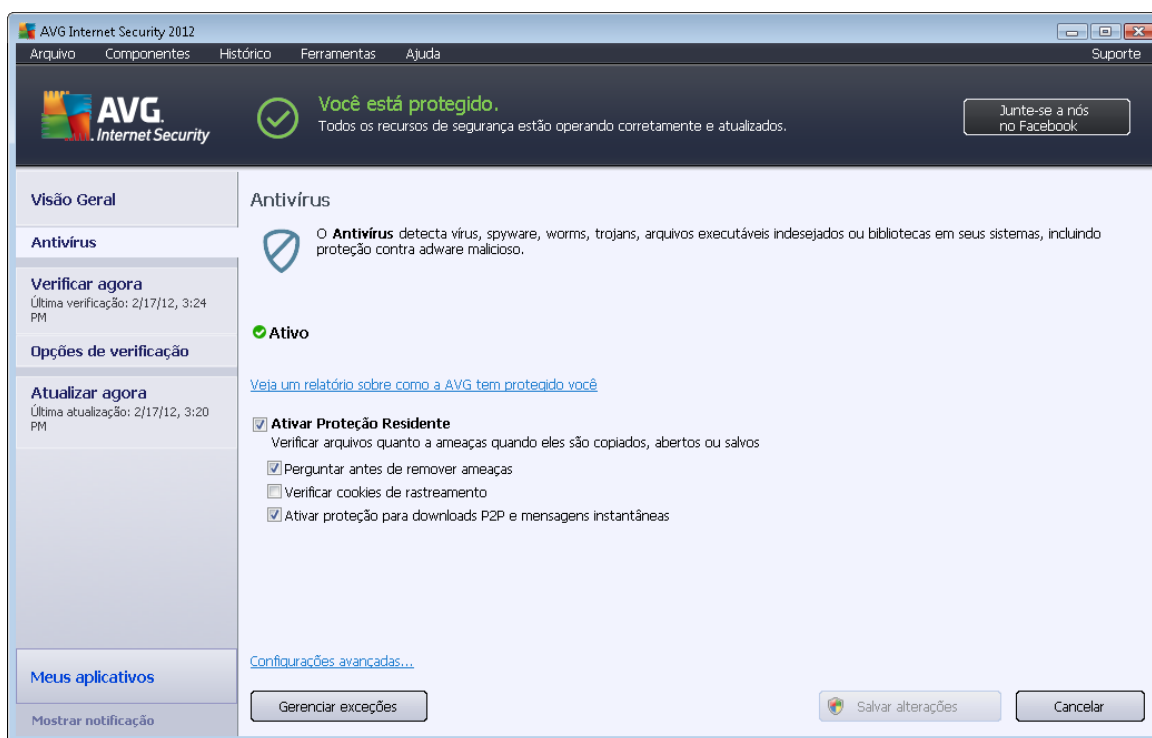 AVG Internet Security 2012
Arquivo Componentes Histórico Ferramentas Ajuda Suporte
AVG.
Internet Security
Você está protegido.
Todos os recursos de segurança estão operando corretamente e atualizados.
Junte-se a nós
no Facebook
Visão Geral
Antivírus
Verificar agora
Última verificação: 2/17/12, 3:24
PM
Opções de verificação
Atualizar agora
Última atualização: 2/17/12, 3:20
PM
Meus aplicativos
Mostrar notificação
Antivírus
O Antivírus detecta vírus, spyware, worms, trojans, arquivos executáveis indesejados ou bibliotecas em seus sistemas, incluindo
proteção contra adware malicioso.
Ativo
Veja um relatório sobre como a AVG tem protegido você
Ativar Proteção Residente
Verificar arquivos quanto a ameaças quando eles são copiados, abertos ou salvos
Perguntar antes de remover ameaças
Verificar cookies de rastreamento
Ativar proteção para downloads P2P e mensagens instantâneas
Configurações avançadas...
Gerenciar exceções
Salvar alterações
Cancelar